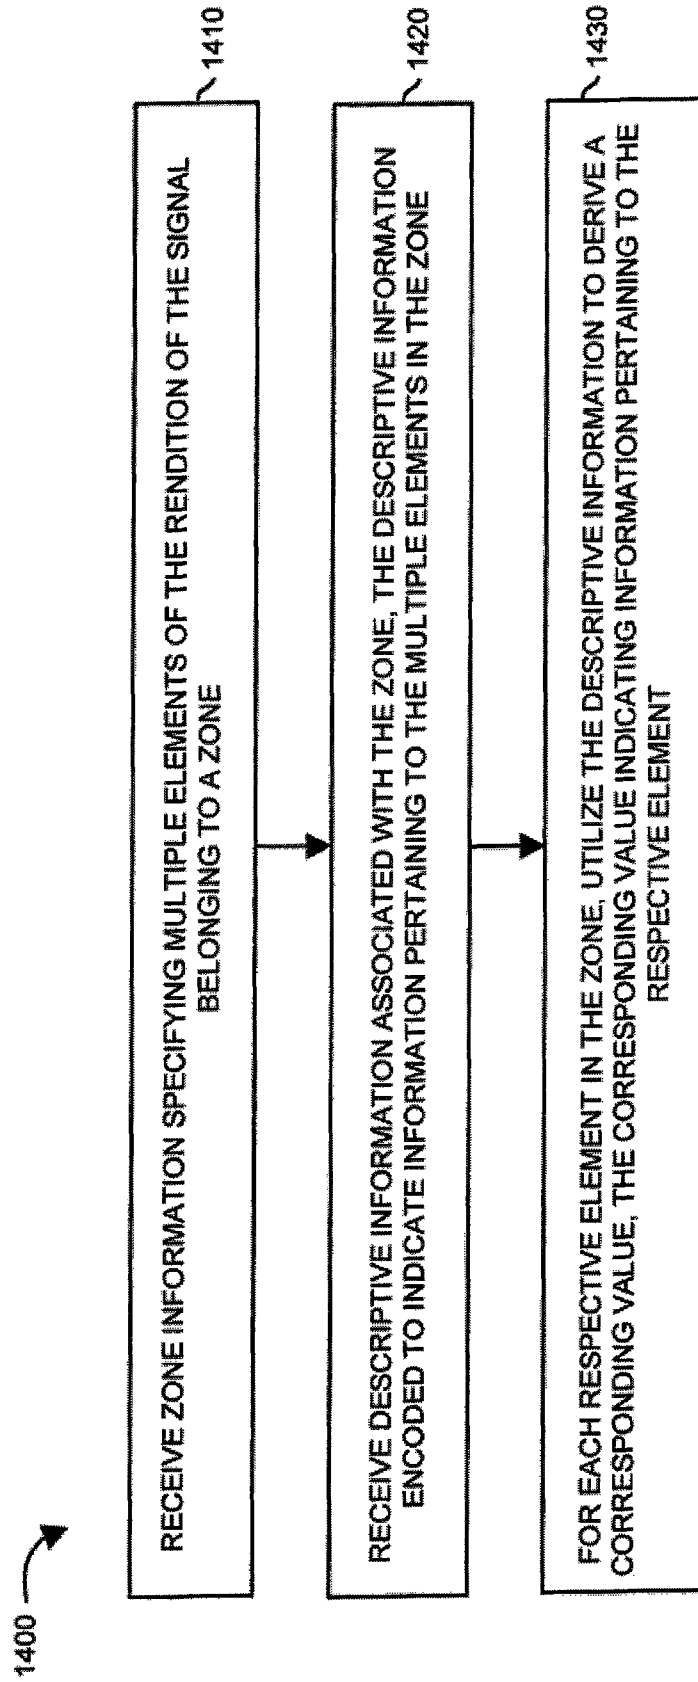 1400
1410
RECEIVE ZONE INFORMATION SPECIFYING MULTIPLE ELEMENTS OF THE RENDITION OF THE SIGNAL
BELONGING TO A ZONE
1420
RECEIVE DESCRIPTIVE INFORMATION ASSOCIATED WITH THE ZONE, THE DESCRIPTIVE INFORMATION
ENCODED TO INDICATE INFORMATION PERTAINING TO THE MULTIPLE ELEMENTS IN THE ZONE
1430
FOR EACH RESPECTIVE ELEMENT IN THE ZONE, UTILIZE THE DESCRIPTIVE INFORMATION TO DERIVE A
CORRESPONDING VALUE, THE CORRESPONDING VALUE INDICATING INFORMATION PERTAINING TO THE
RESPECTIVE ELEMENT